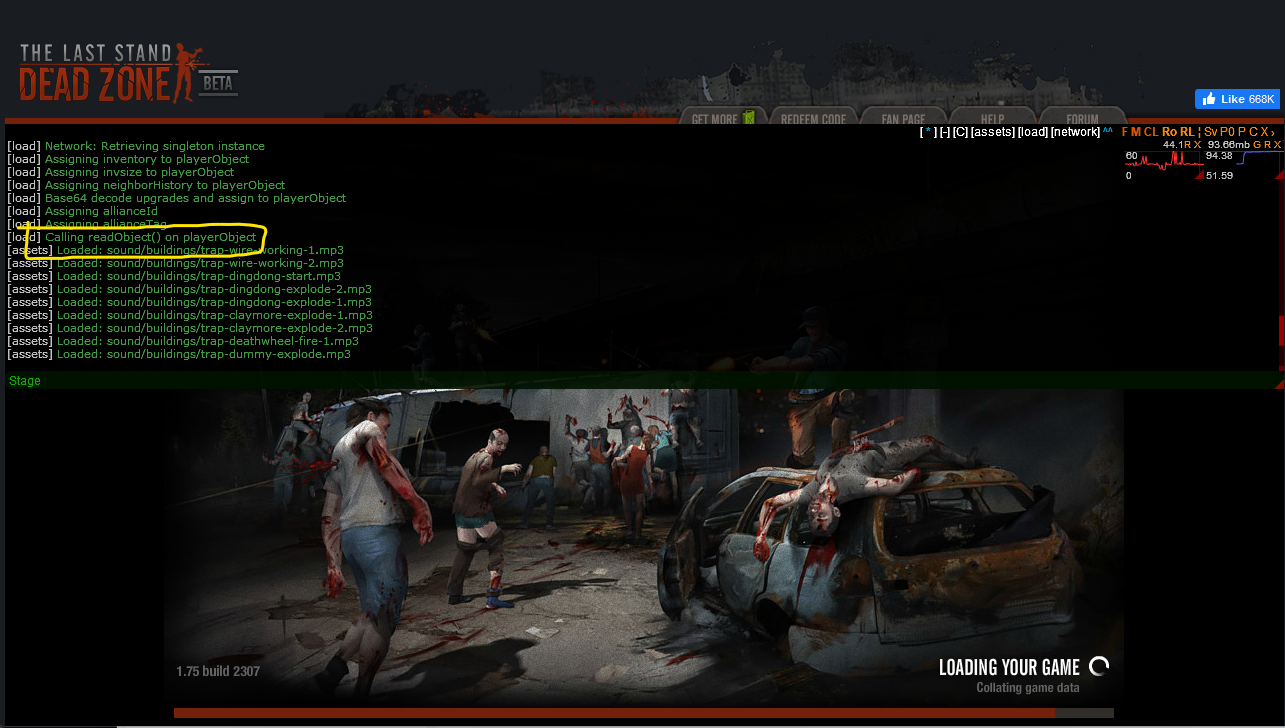 THE LAST STAND
DEAD ZONE
BETA
Like 668K
GET MORE
REDEEM CODE
FAN PAGE
HELP
FORUM
[ * ] [-] [C] [assets] [load] [network] ^^
F M C L Ro RL ¦ Sv P0 P C X ›
44.1R X 93.66mb G R X
60 94.38
0 51.59
[load] Network: Retrieving singleton instance
[load] Assigning inventory to playerObject
[load] Assigning invsize to playerObject
[load] Assigning neighborHistory to playerObject
[load] Base64 decode upgrades and assign to playerObject
[load] Assigning allianceId
[load] Assigning allianceTag
[load] Calling readObject() on playerObject
[assets] Loaded: sound/buildings/trap-wire-working-1.mp3
[assets] Loaded: sound/buildings/trap-wire-working-2.mp3
[assets] Loaded: sound/buildings/trap-dingdong-start.mp3
[assets] Loaded: sound/buildings/trap-dingdong-explode-2.mp3
[assets] Loaded: sound/buildings/trap-dingdong-explode-1.mp3
[assets] Loaded: sound/buildings/trap-claymore-explode-1.mp3
[assets] Loaded: sound/buildings/trap-claymore-explode-2.mp3
[assets] Loaded: sound/buildings/trap-deathwheel-fire-1.mp3
[assets] Loaded: sound/buildings/trap-dummy-explode.mp3
Stage
1.75 build 2307
LOADING YOUR GAME
Collating game data